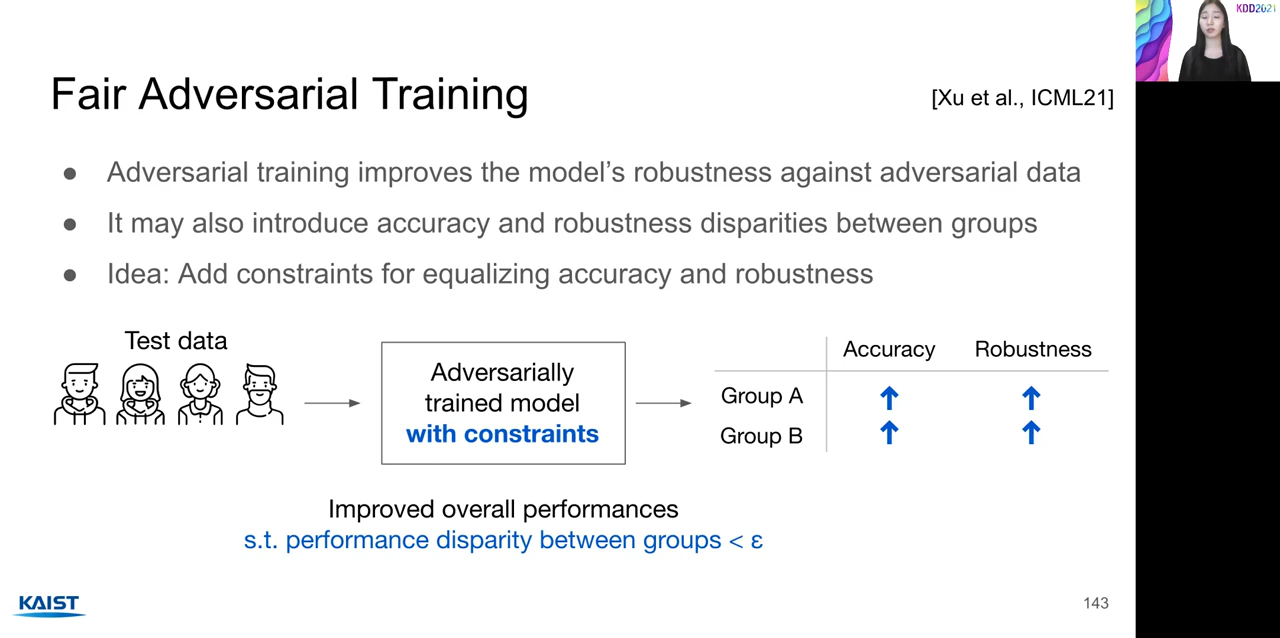 KDD2021
Fair Adversarial Training
[Xu et al., ICML21]
● Adversarial training improves the model's robustness against adversarial data
● It may also introduce accuracy and robustness disparities between groups
● Idea: Add constraints for equalizing accuracy and robustness
Test data
Adversarially
trained model
with constraints
Accuracy Robustness
Group A ↑ ↑
Group B ↑ ↑
Improved overall performances
s.t. performance disparity between groups < ε
KAIST
143